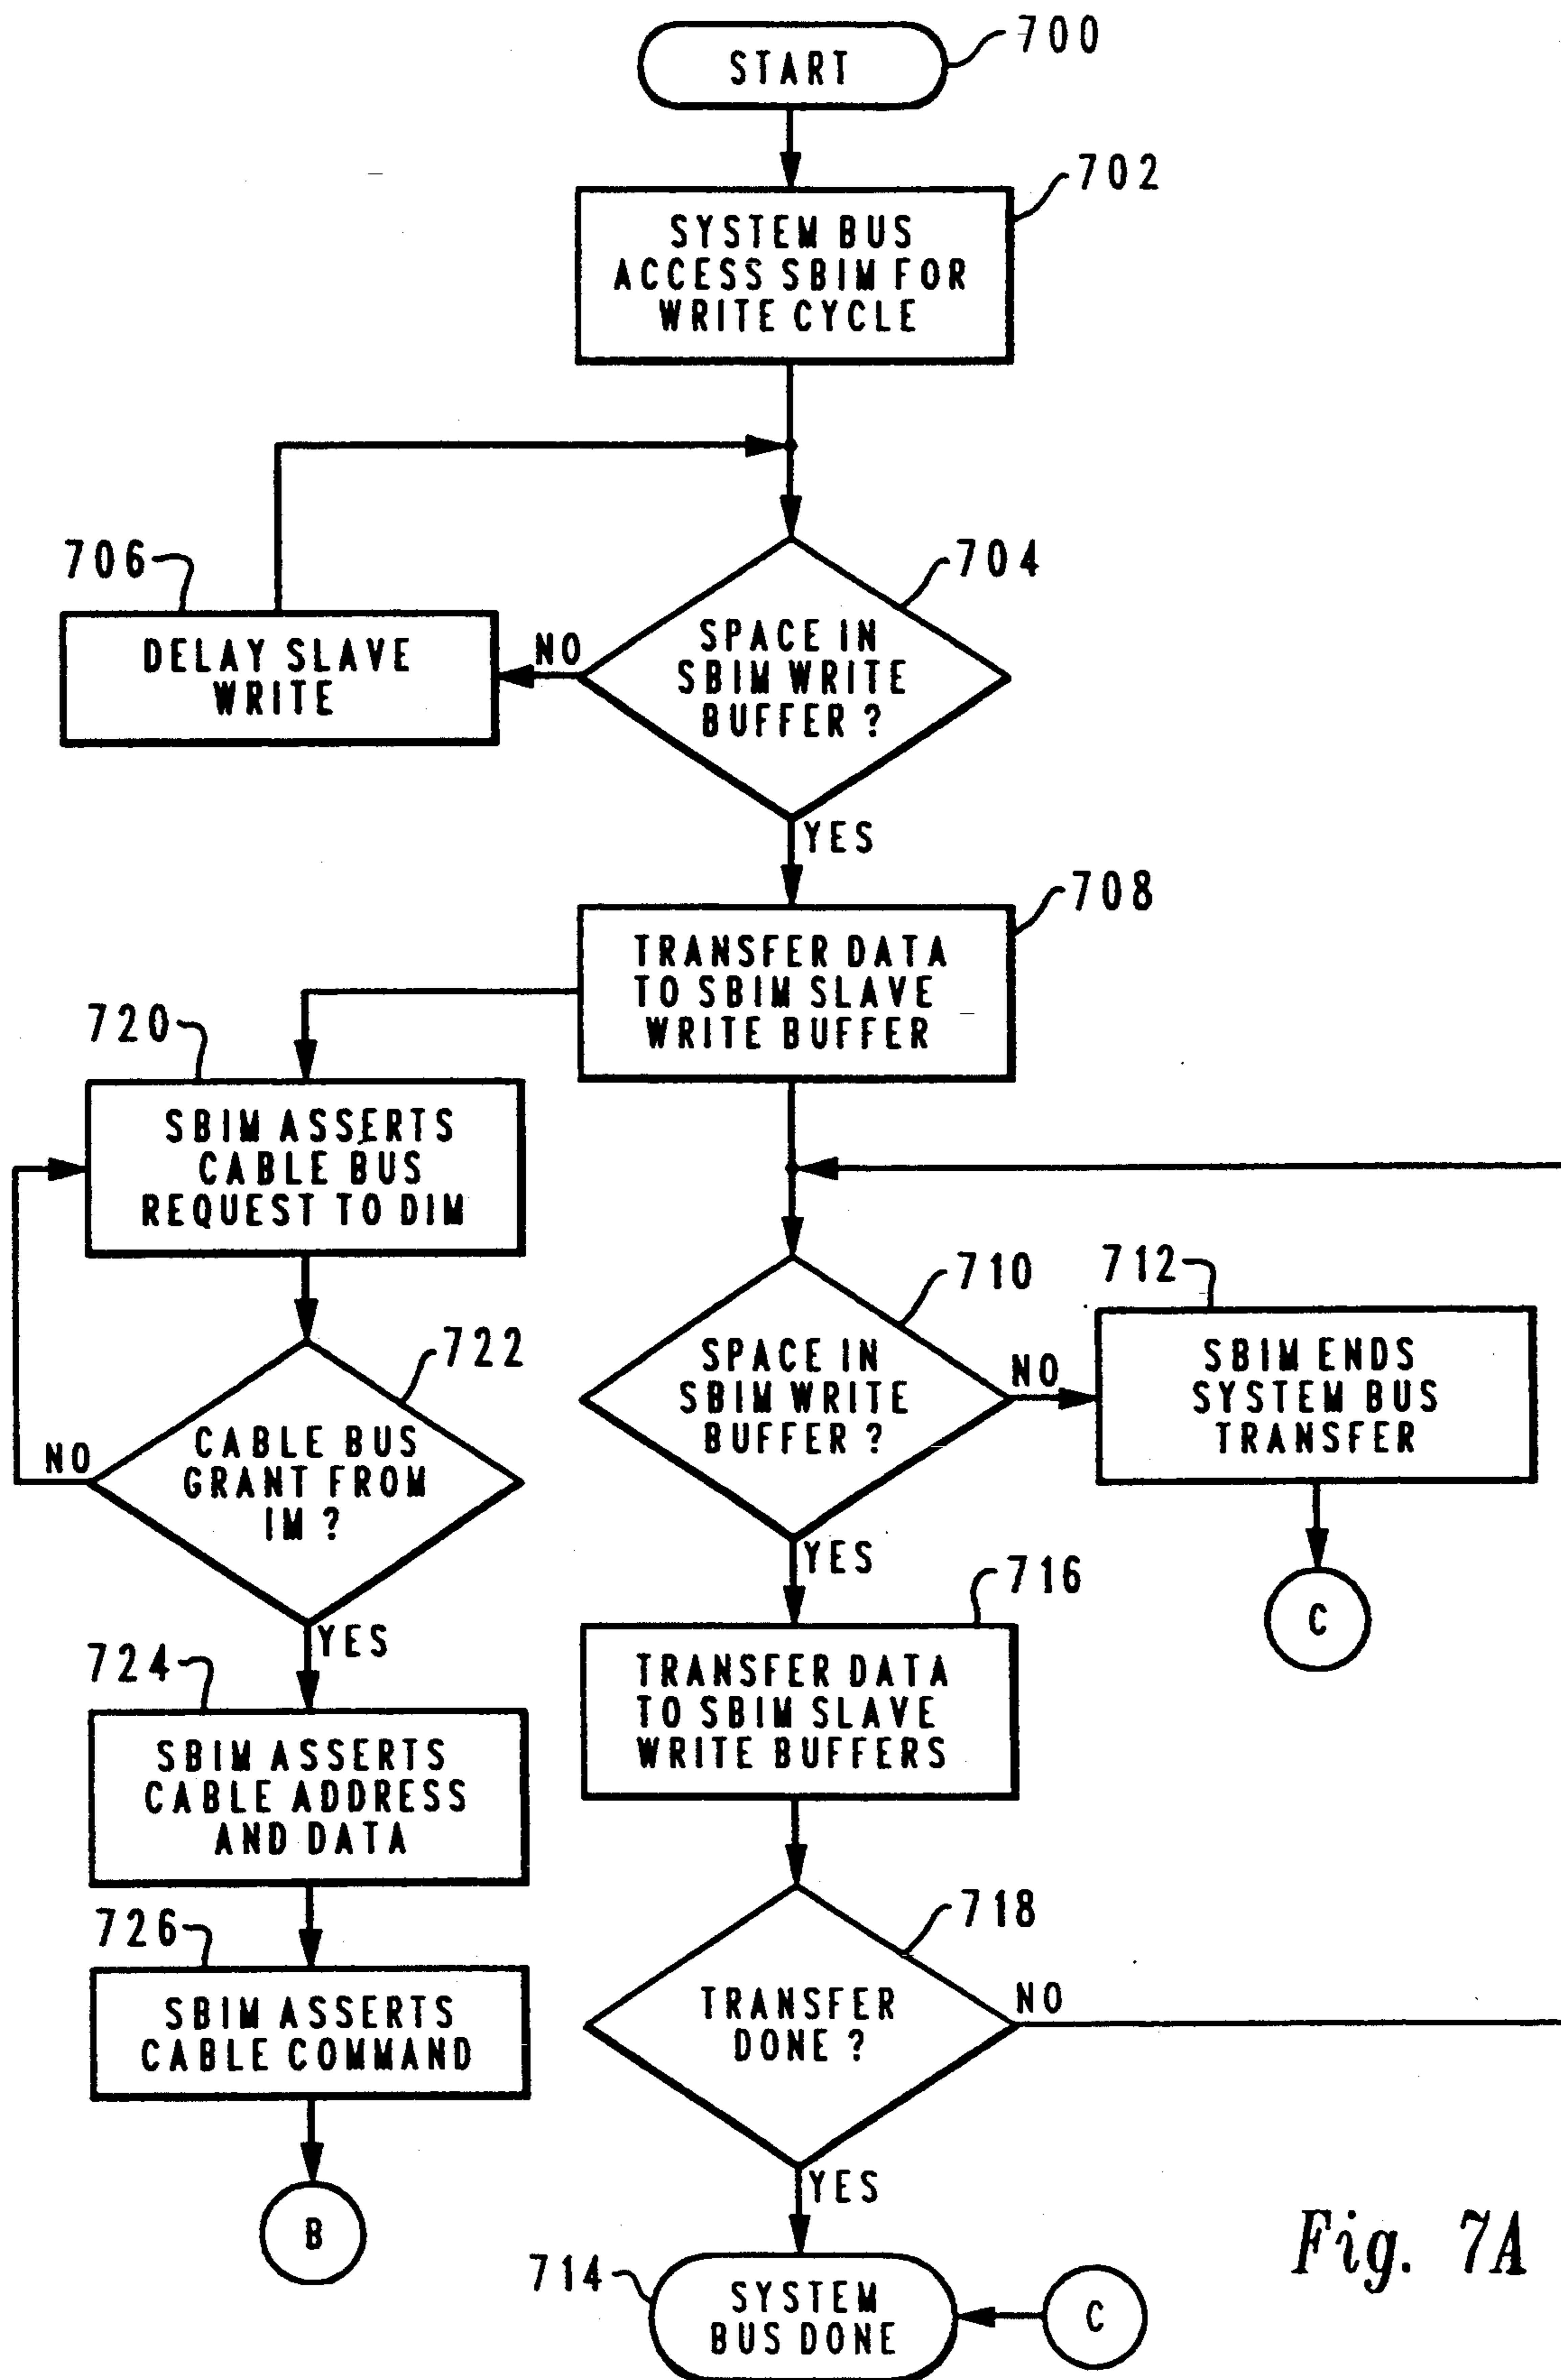 700
START
702
SYSTEM BUS
ACCESS SBIM FOR
WRITE CYCLE
706
704
DELAY SLAVE
WRITE
NO
SPACE IN
SBIM WRITE
BUFFER ?
YES
708
TRANSFER DATA
TO SBIM SLAVE
WRITE BUFFER
720
SBIM ASSERTS
CABLE BUS
REQUEST TO DIM
710
712
SPACE IN
SBIM WRITE
BUFFER ?
NO
SBIM ENDS
SYSTEM BUS
TRANSFER
722
CABLE BUS
GRANT FROM
IM ?
NO
YES
YES
716
C
724
SBIM ASSERTS
CABLE ADDRESS
AND DATA
TRANSFER DATA
TO SBIM SLAVE
WRITE BUFFERS
726
SBIM ASSERTS
CABLE COMMAND
718
TRANSFER
DONE ?
NO
YES
B
714
SYSTEM
BUS DONE
C
Fig. 7A